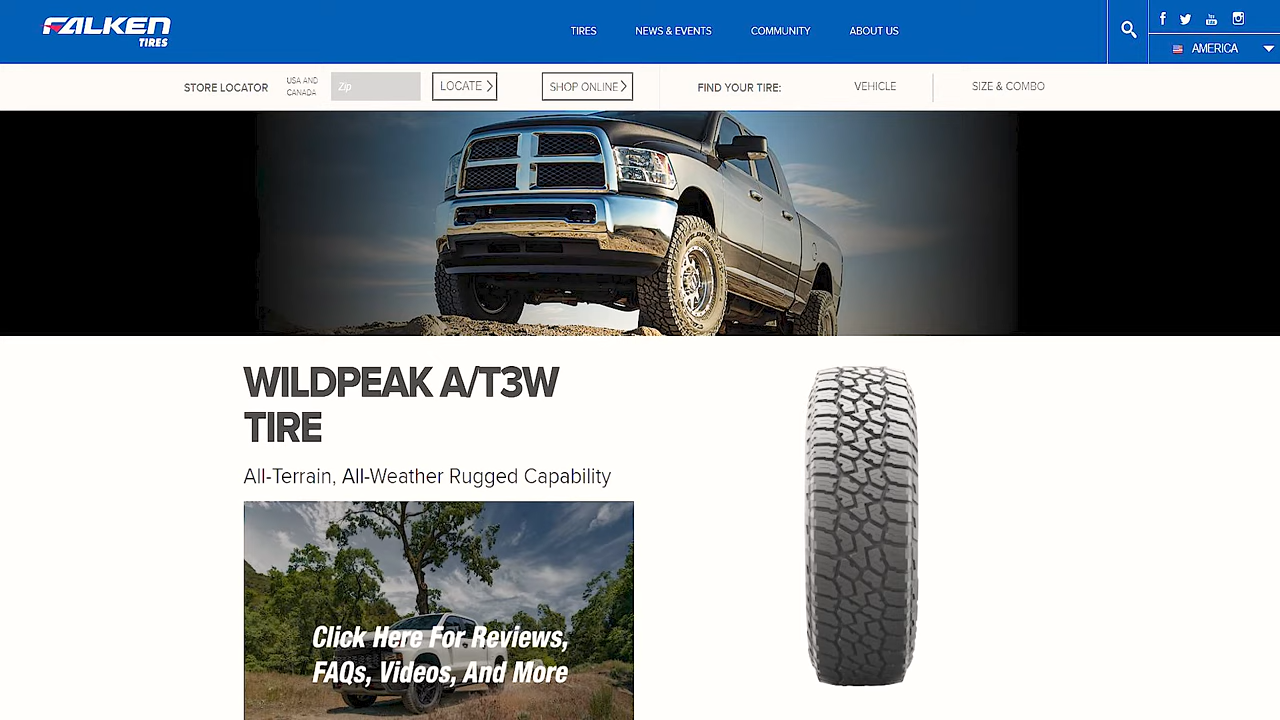 FALKEN
TIRES
TIRES
NEWS & EVENTS
COMMUNITY
ABOUT US
AMERICA
STORE LOCATOR
USA AND
CANADA
Zip
LOCATE
SHOP ONLINE
FIND YOUR TIRE:
VEHICLE
SIZE & COMBO
WILDPEAK A/T3W
TIRE
All-Terrain, All-Weather Rugged Capability
Click Here For Reviews,
FAQs, Videos, And More